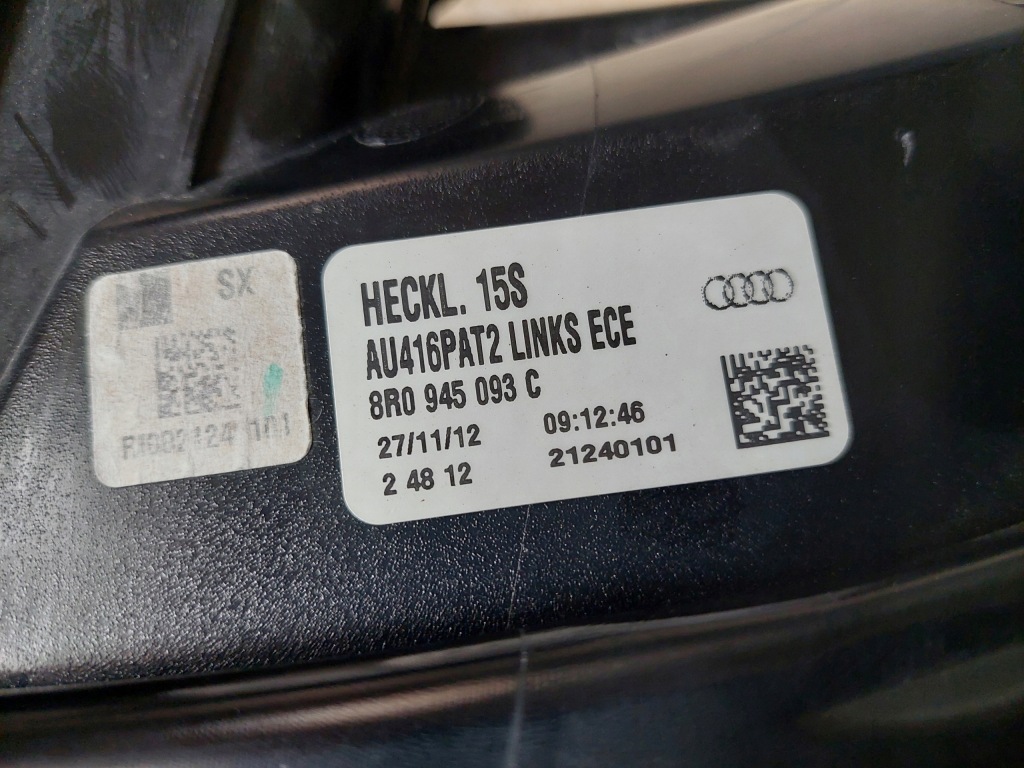 SX
HECKL. 15S
AU416PAT2 LINKS ECE
8R0 945 093 C
27/11/12 09:12:46
2 48 12 21240101